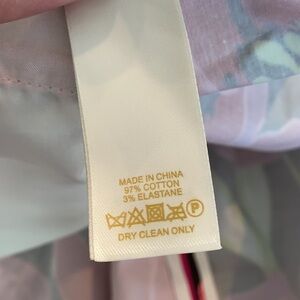 MADE IN CHINA
97% COTTON
3% ELASTANE
P
DRY CLEAN ONLY